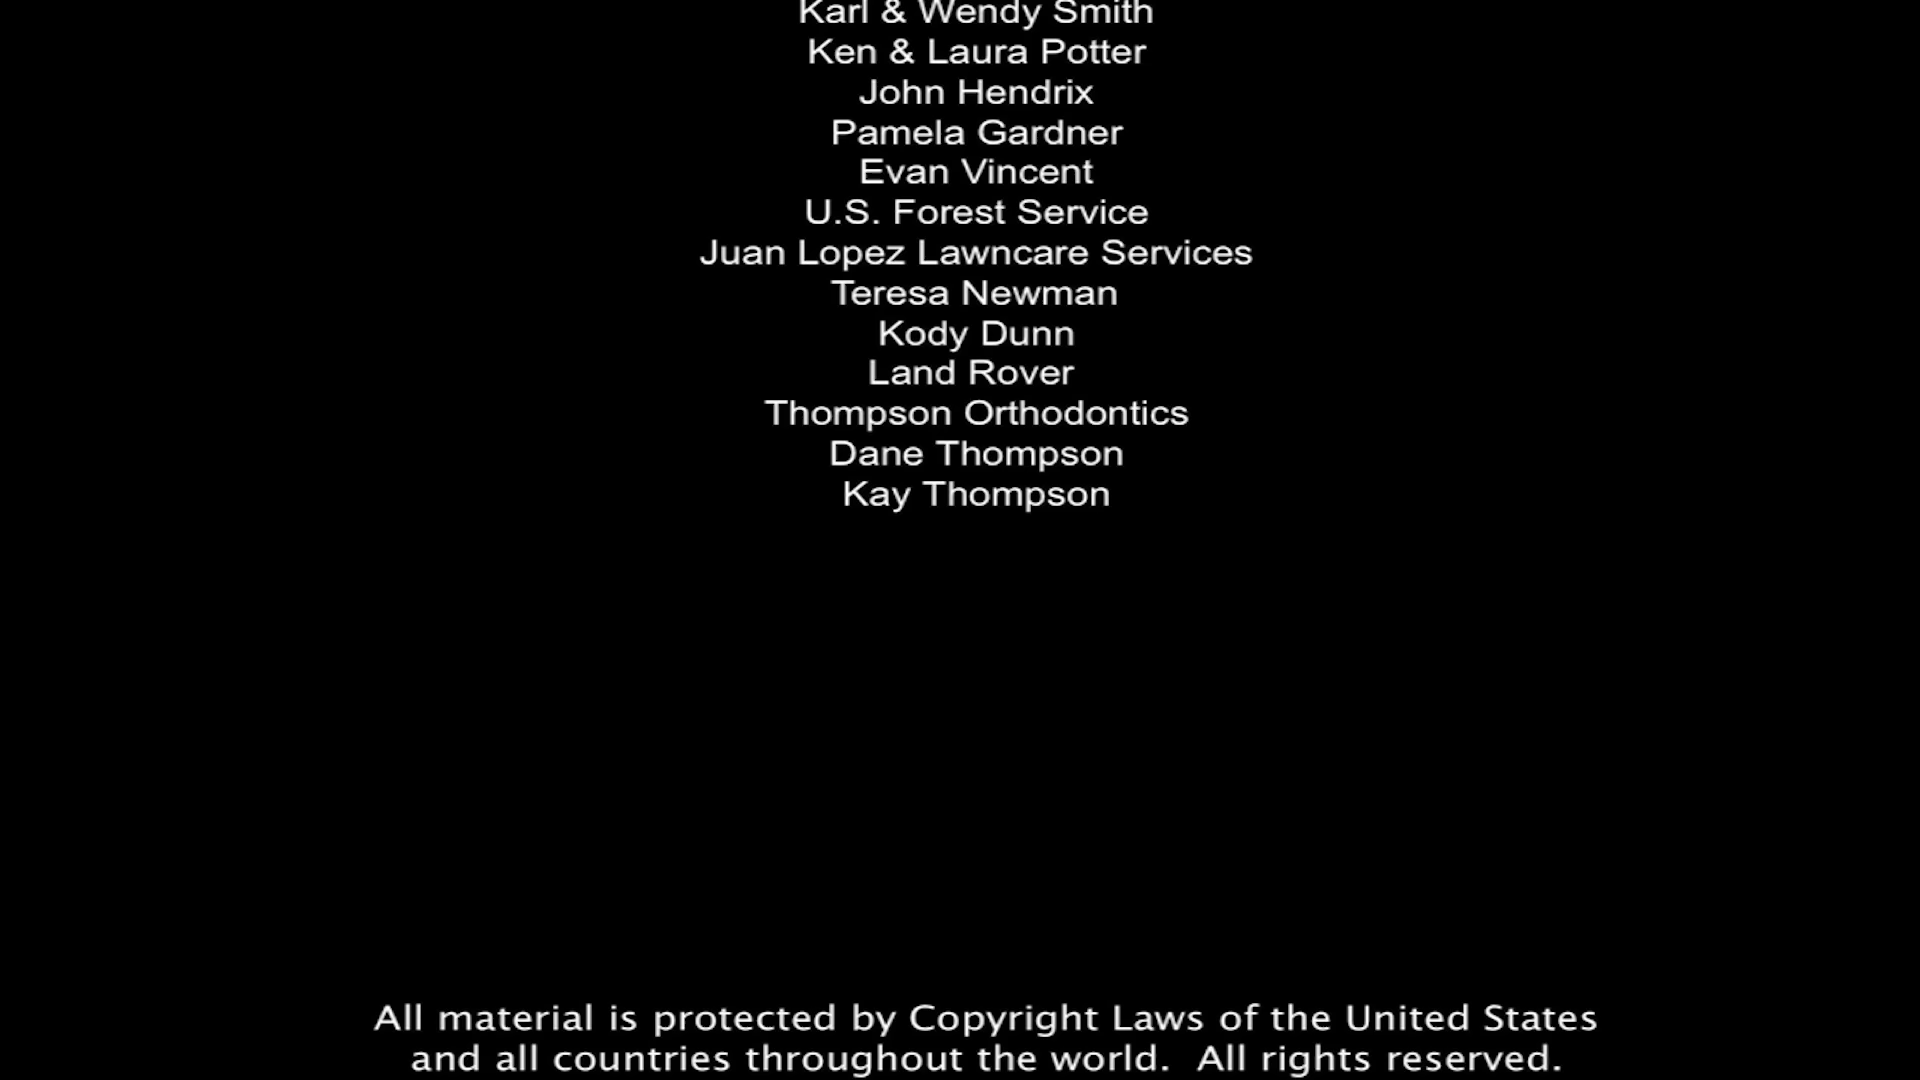 Karl & Wendy Smith
Ken & Laura Potter
John Hendrix
Pamela Gardner
Evan Vincent
U.S. Forest Service
Juan Lopez Lawncare Services
Teresa Newman
Kody Dunn
Land Rover
Thompson Orthodontics
Dane Thompson
Kay Thompson
All material is protected by Copyright Laws of the United States
and all countries throughout the world.  All rights reserved.